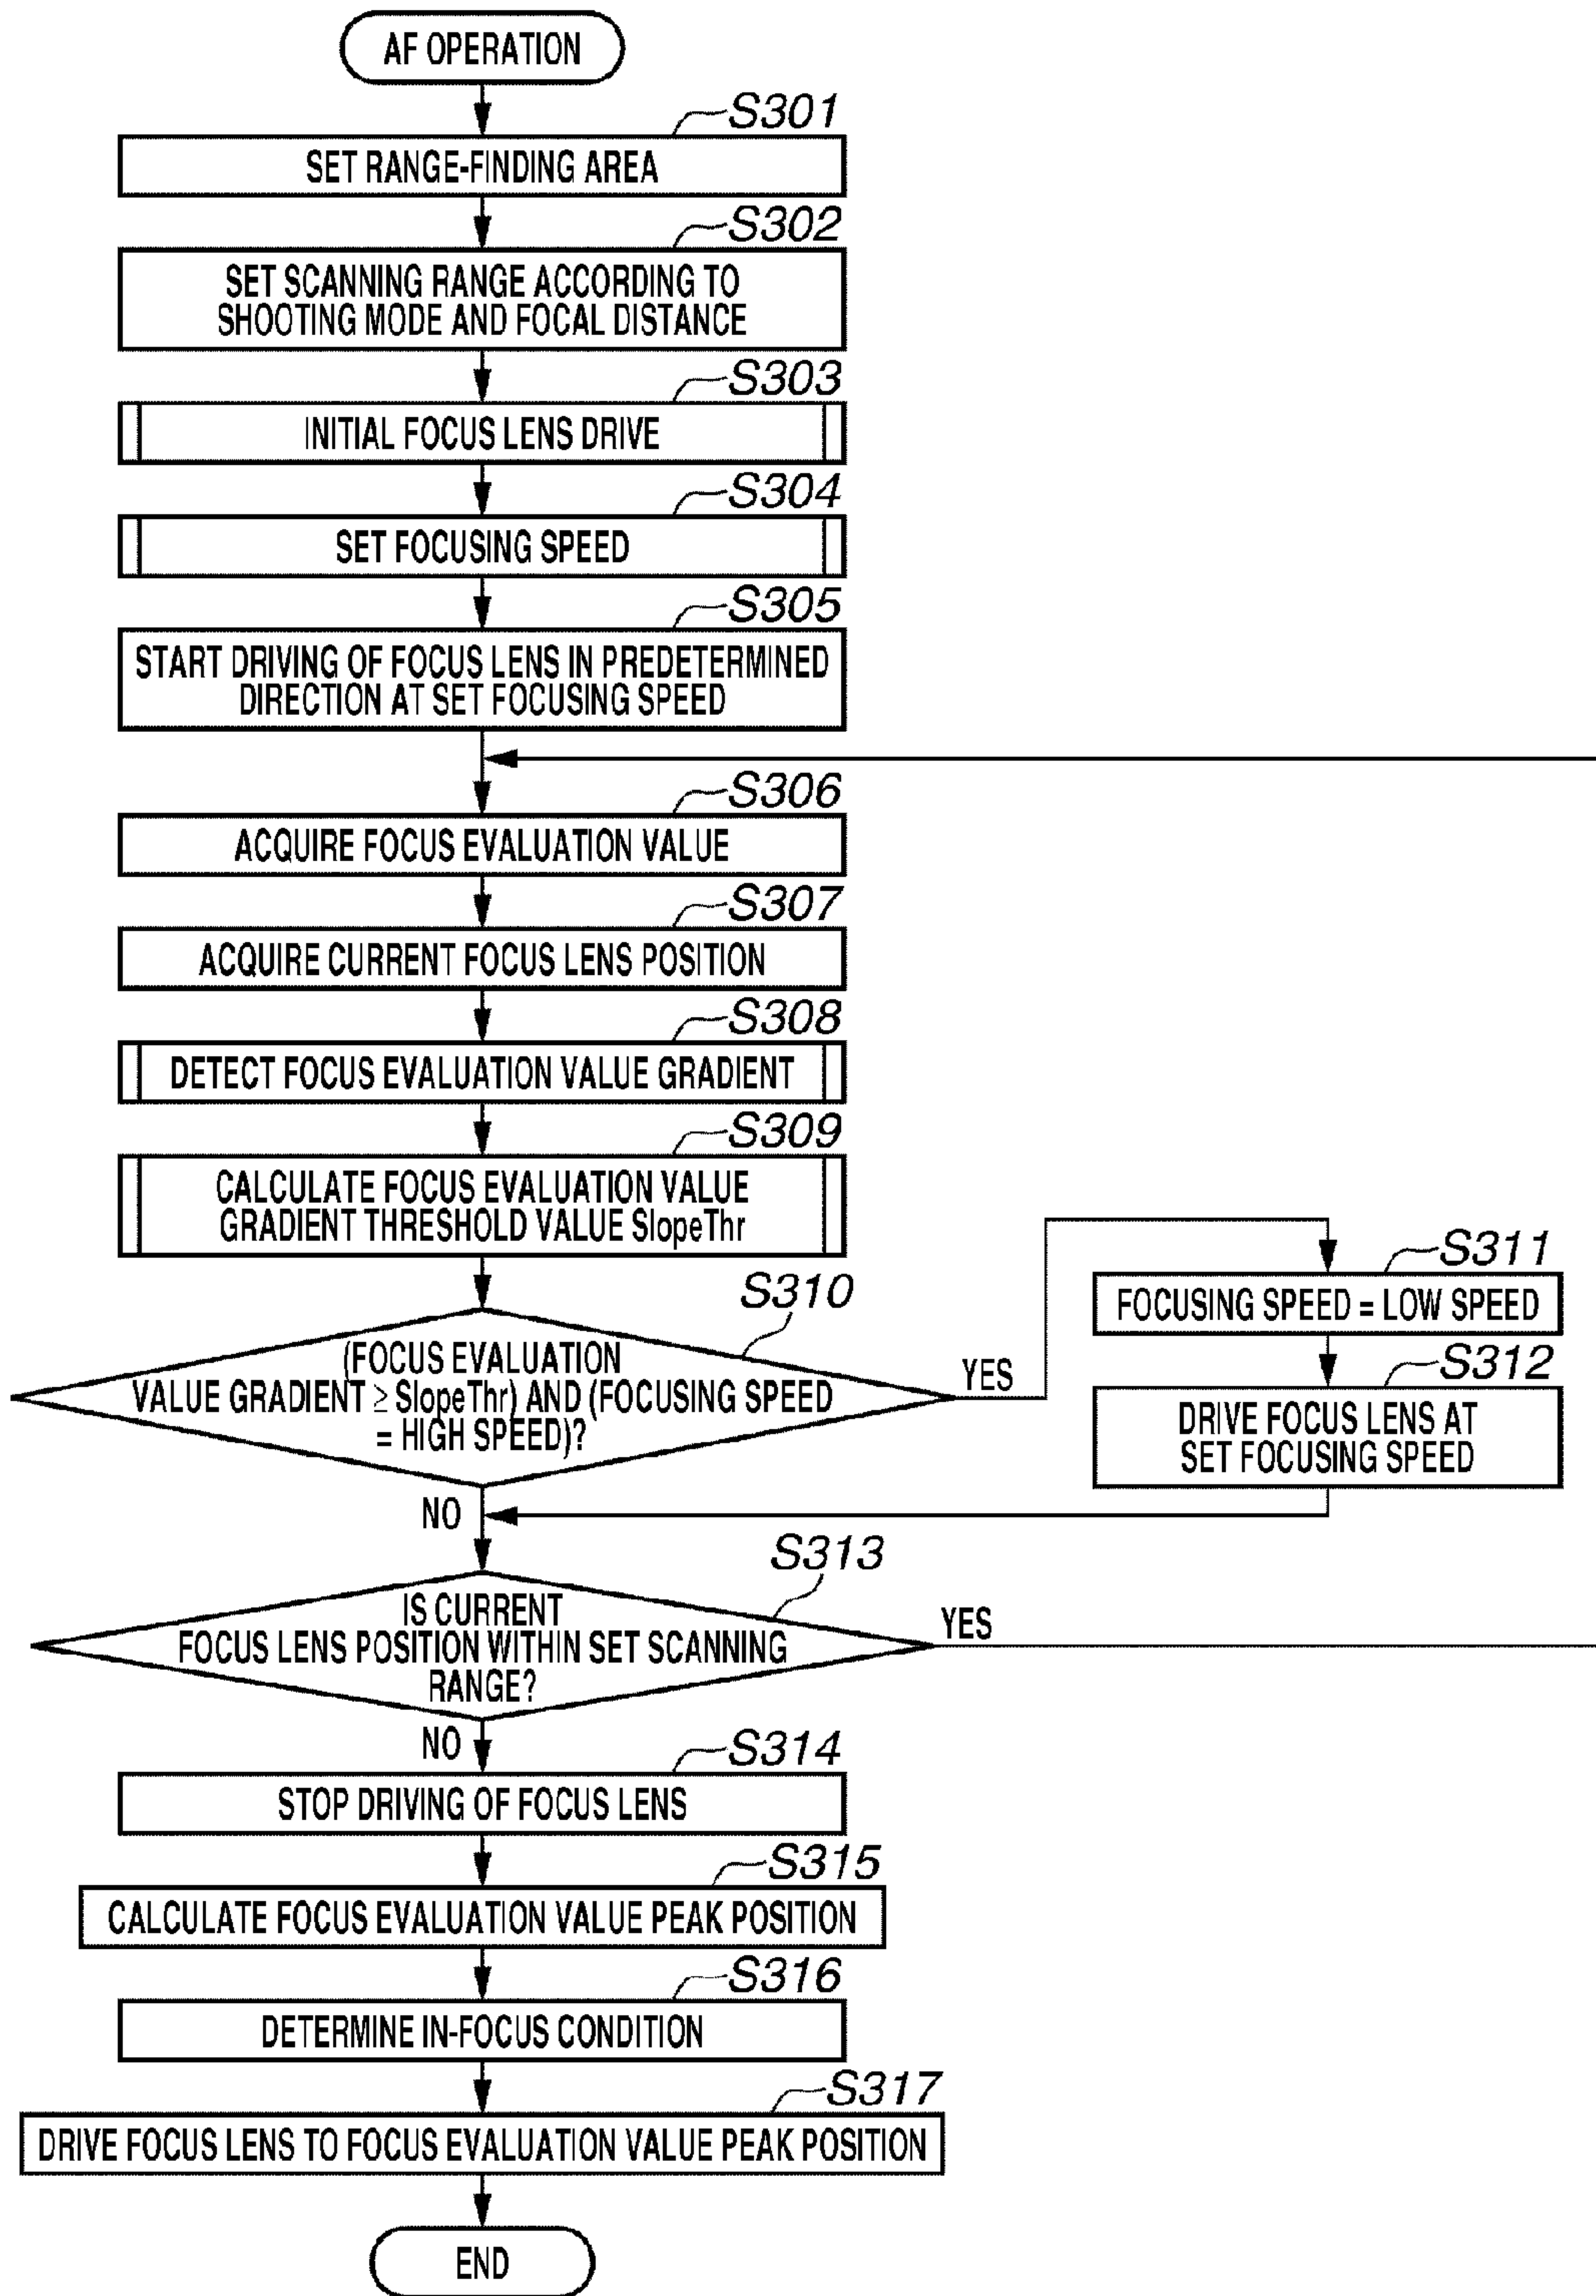 AF OPERATION
S301
SET RANGE-FINDING AREA
S302
SET SCANNING RANGE ACCORDING TO
SHOOTING MODE AND FOCAL DISTANCE
S303
INITIAL FOCUS LENS DRIVE
S304
SET FOCUSING SPEED
S305
START DRIVING OF FOCUS LENS IN PREDETERMINED
DIRECTION AT SET FOCUSING SPEED
S306
ACQUIRE FOCUS EVALUATION VALUE
S307
ACQUIRE CURRENT FOCUS LENS POSITION
S308
DETECT FOCUS EVALUATION VALUE GRADIENT
S309
CALCULATE FOCUS EVALUATION VALUE
GRADIENT THRESHOLD VALUE SlopeThr
S310
(FOCUS EVALUATION
VALUE GRADIENT ≥ SlopeThr) AND (FOCUSING SPEED
= HIGH SPEED)?
YES
S311
FOCUSING SPEED = LOW SPEED
S312
DRIVE FOCUS LENS AT
SET FOCUSING SPEED
NO
S313
IS CURRENT
FOCUS LENS POSITION WITHIN SET SCANNING
RANGE?
YES
NO
S314
STOP DRIVING OF FOCUS LENS
S315
CALCULATE FOCUS EVALUATION VALUE PEAK POSITION
S316
DETERMINE IN-FOCUS CONDITION
S317
DRIVE FOCUS LENS TO FOCUS EVALUATION VALUE PEAK POSITION
END